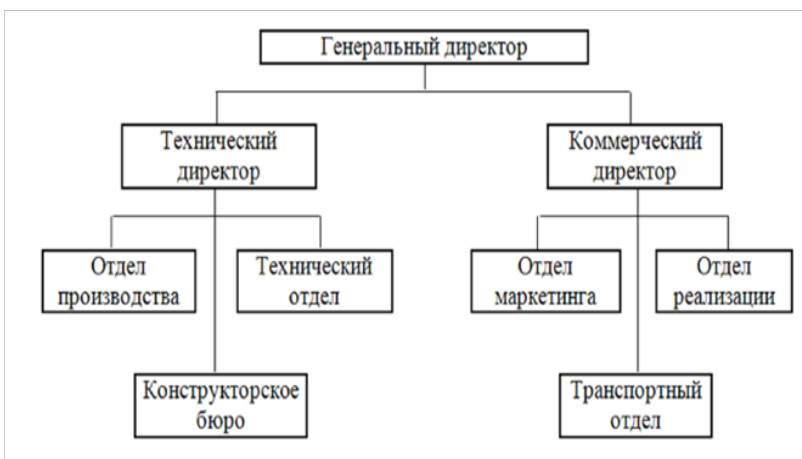 Генеральный директор
Технический
директор
Коммерческий
директор
Отдел
производства
Технический
отдел
Отдел
маркетинга
Отдел
реализации
Конструкторское
бюро
Транспортный
отдел